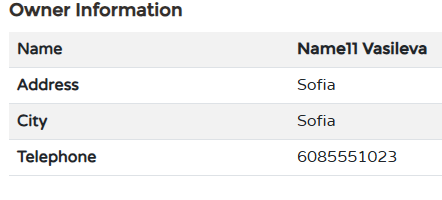 Owner Information
Name Name11 Vasileva
Address Sofia
City Sofia
Telephone 6085551023